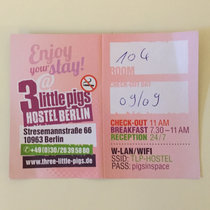 Enjoy
your stay!
@
3 little pigs
HOSTEL BERLIN
Stresemannstraße 66
10963 Berlin
+49 (0)30/26 39 58 80
www.three-little-pigs.de
104
ROOM
09/09
CHECK-OUT 11 AM
BREAKFAST 7.30 –11 AM
RECEPTION 24/7
W-LAN/WIFI
SSID: TLP-HOSTEL
PASS: pigsinspace